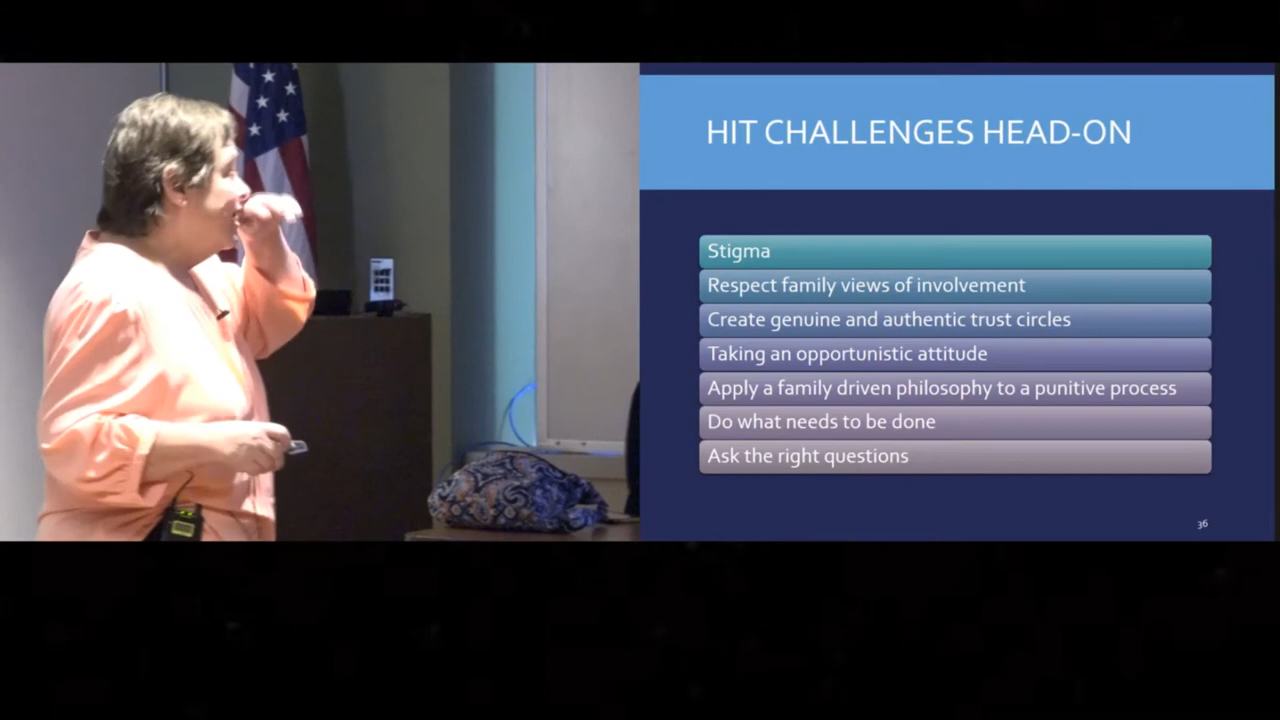 HIT CHALLENGES HEAD-ON
Stigma
Respect family views of involvement
Create genuine and authentic trust circles
Taking an opportunistic attitude
Apply a family driven philosophy to a punitive process
Do what needs to be done
Ask the right questions
36